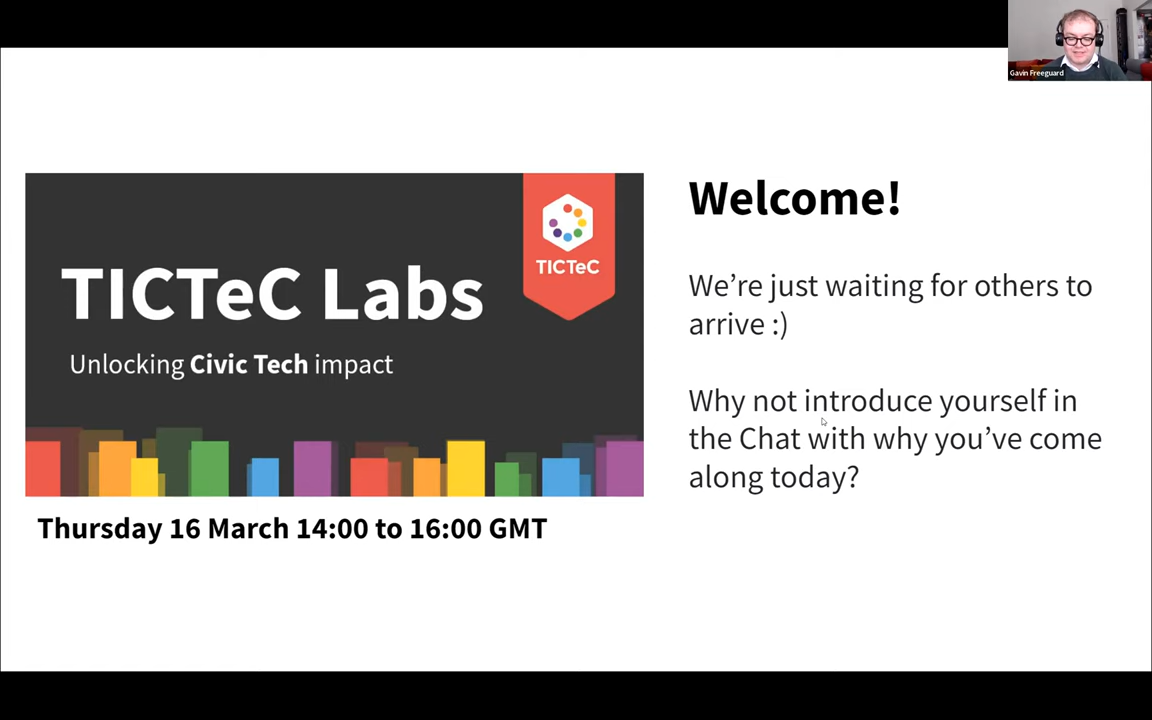 Gavin Freeguard
TICTeC
TICTeC Labs
Unlocking Civic Tech impact
Thursday 16 March 14:00 to 16:00 GMT
Welcome!
We’re just waiting for others to
arrive :)
Why not introduce yourself in
the Chat with why you’ve come
along today?